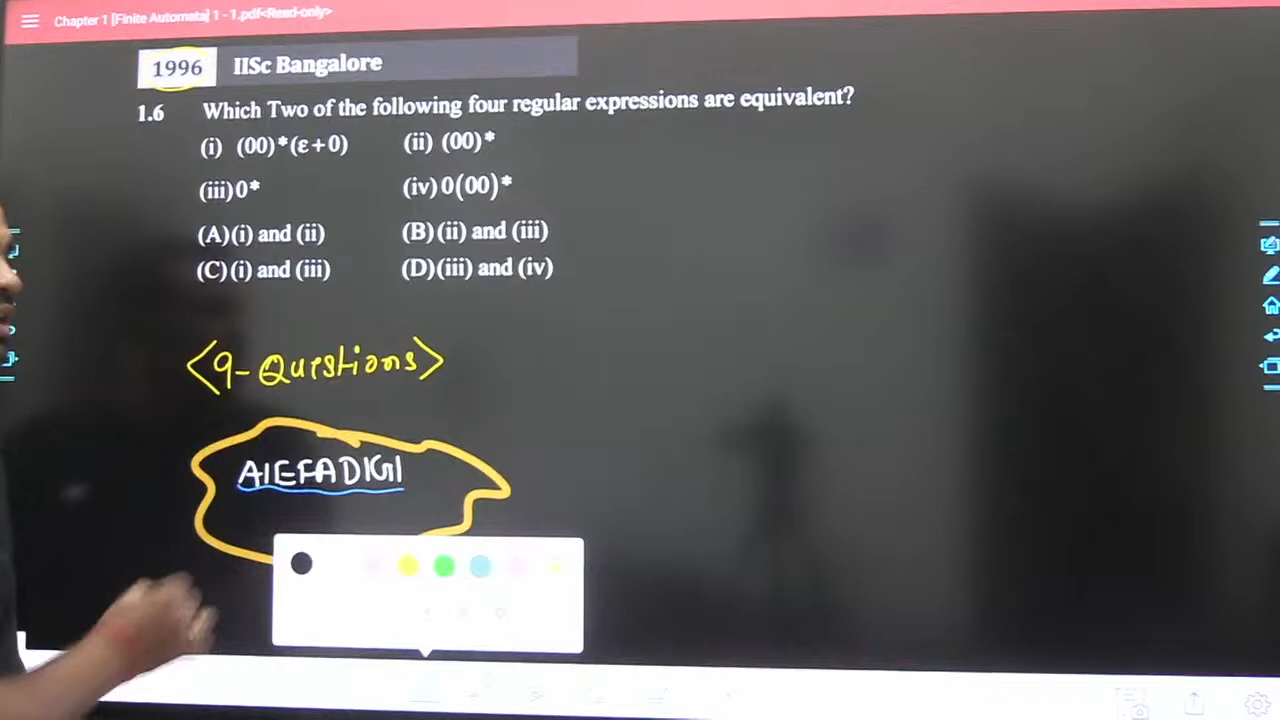 Chapter 1 [Finite Automata] 1 - 1.pdf<Read-only>
1996 IISc Bangalore
1.6 Which Two of the following four regular expressions are equivalent?
(i) (00)*(ε+0) (ii) (00)*
(iii) 0* (iv) 0(00)*
(A) (i) and (ii) (B) (ii) and (iii)
(C) (i) and (iii) (D) (iii) and (iv)
<9-Questions>
AIEFADIGI